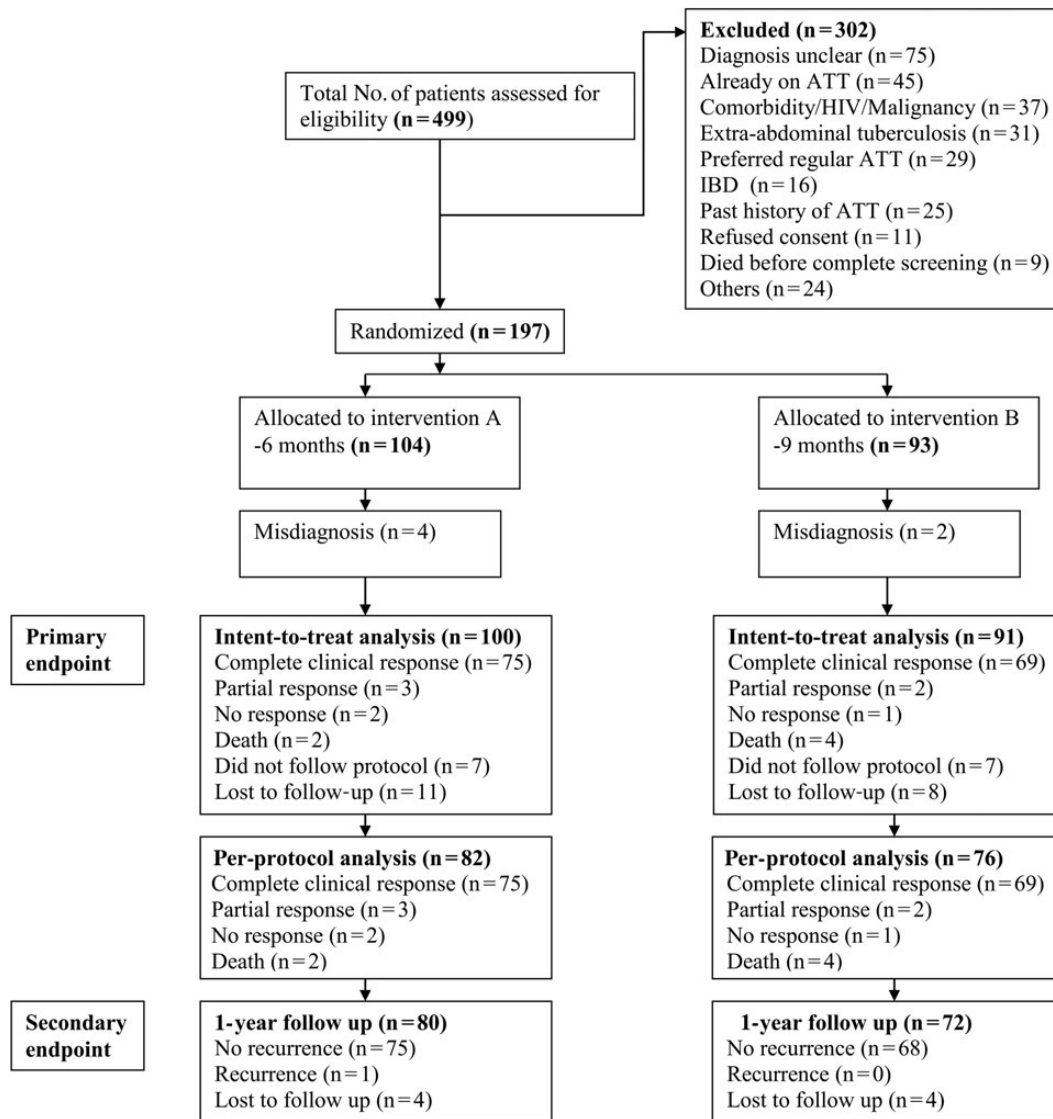 Total No. of patients assessed for
eligibility (n=499)
Excluded (n=302)
Diagnosis unclear (n=75)
Already on ATT (n=45)
Comorbidity/HIV/Malignancy (n=37)
Extra-abdominal tuberculosis (n=31)
Preferred regular ATT (n=29)
IBD (n=16)
Past history of ATT (n=25)
Refused consent (n=11)
Died before complete screening (n=9)
Others (n=24)
Randomized (n=197)
Allocated to intervention A
-6 months (n=104)
Allocated to intervention B
-9 months (n=93)
Misdiagnosis (n=4)
Misdiagnosis (n=2)
Primary
endpoint
Intent-to-treat analysis (n=100)
Complete clinical response (n=75)
Partial response (n=3)
No response (n=2)
Death (n=2)
Did not follow protocol (n=7)
Lost to follow-up (n=11)
Intent-to-treat analysis (n=91)
Complete clinical response (n=69)
Partial response (n=2)
No response (n=1)
Death (n=4)
Did not follow protocol (n=7)
Lost to follow-up (n=8)
Per-protocol analysis (n=82)
Complete clinical response (n=75)
Partial response (n=3)
No response (n=2)
Death (n=2)
Per-protocol analysis (n=76)
Complete clinical response (n=69)
Partial response (n=2)
No response (n=1)
Death (n=4)
Secondary
endpoint
1-year follow up (n=80)
No recurrence (n=75)
Recurrence (n=1)
Lost to follow up (n=4)
1-year follow up (n=72)
No recurrence (n=68)
Recurrence (n=0)
Lost to follow up (n=4)